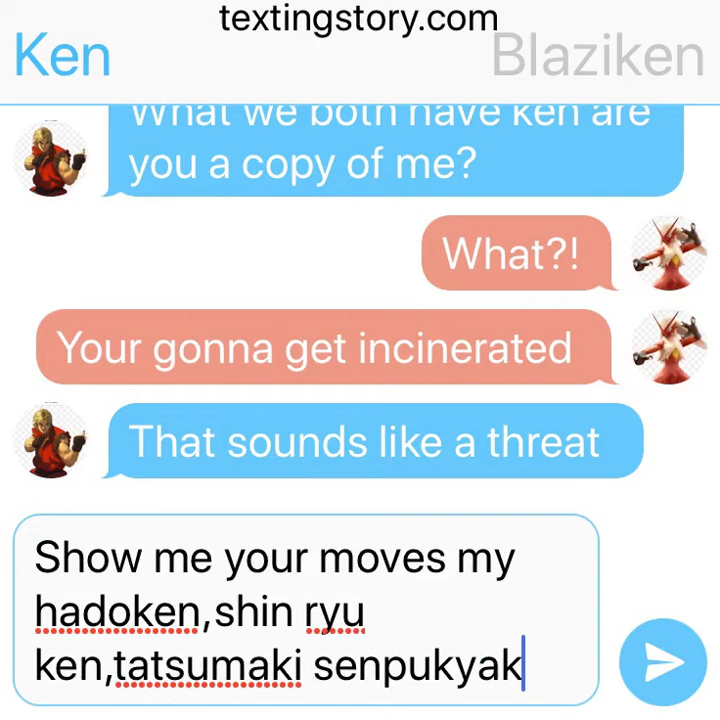 textingstory.com
Ken
Blaziken
What we both have ken are
you a copy of me?
What?!
Your gonna get incinerated
That sounds like a threat
Show me your moves my
hadoken,shin ryu
ken,tatsumaki senpukyak